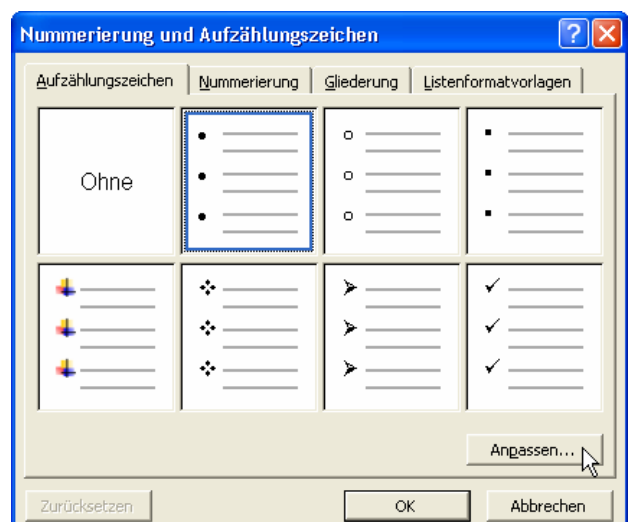 Nummerierung und Aufzählungszeichen
Aufzählungszeichen Nummerierung Gliederung Listenformatvorlagen
Ohne
Anpassen...
Zurücksetzen OK Abbrechen